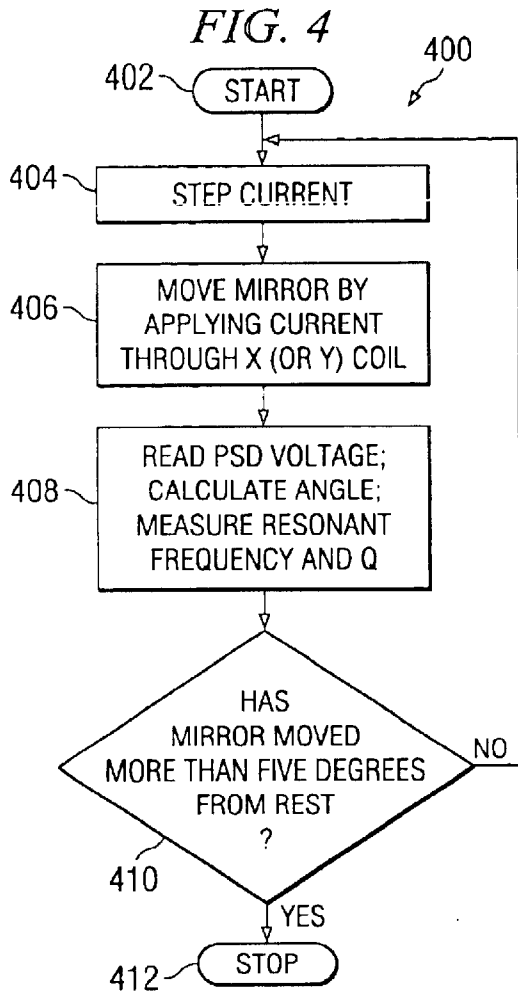 FIG. 4
400
402
START
404
STEP CURRENT
406
MOVE MIRROR BY
APPLYING CURRENT
THROUGH X (OR Y) COIL
408
READ PSD VOLTAGE;
CALCULATE ANGLE;
MEASURE RESONANT
FREQUENCY AND Q
HAS
MIRROR MOVED
MORE THAN FIVE DEGREES
FROM REST
?
NO
410
YES
412
STOP